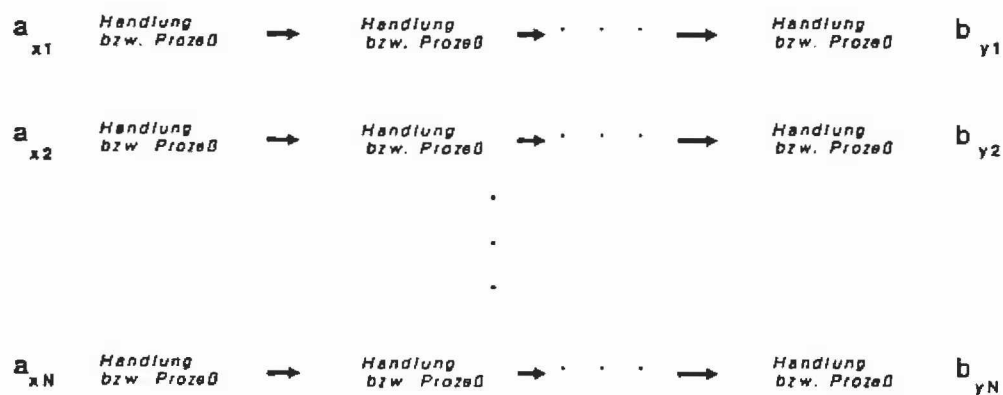 a x1 Handlung bzw. Prozeß → Handlung bzw. Prozeß → . . . → Handlung bzw. Prozeß b y1
a x2 Handlung bzw Prozeß → Handlung bzw. Prozeß → . . . → Handlung bzw. Prozeß b y2
.
.
.
a xN Handlung bzw Prozeß → Handlung bzw Prozeß → . . . → Handlung bzw. Prozeß b yN